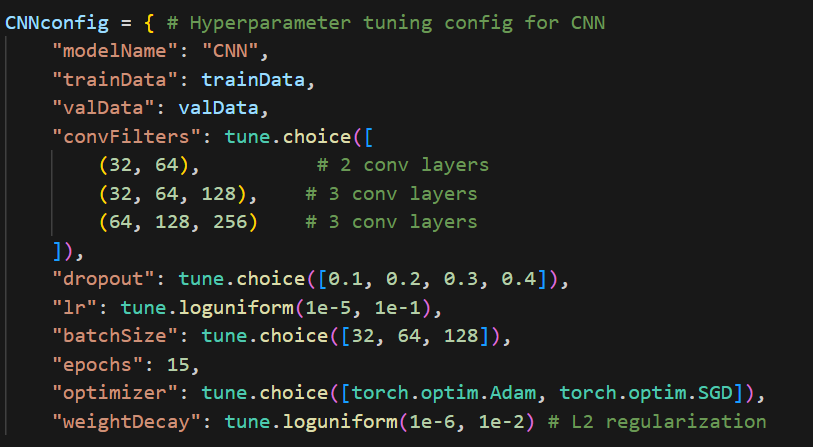 CNNconfig = { # Hyperparameter tuning config for CNN
    "modelName": "CNN",
    "trainData": trainData,
    "valData": valData,
    "convFilters": tune.choice([
        (32, 64),          # 2 conv layers
        (32, 64, 128),    # 3 conv layers
        (64, 128, 256)    # 3 conv layers
    ]),
    "dropout": tune.choice([0.1, 0.2, 0.3, 0.4]),
    "lr": tune.loguniform(1e-5, 1e-1),
    "batchSize": tune.choice([32, 64, 128]),
    "epochs": 15,
    "optimizer": tune.choice([torch.optim.Adam, torch.optim.SGD]),
    "weightDecay": tune.loguniform(1e-6, 1e-2) # L2 regularization